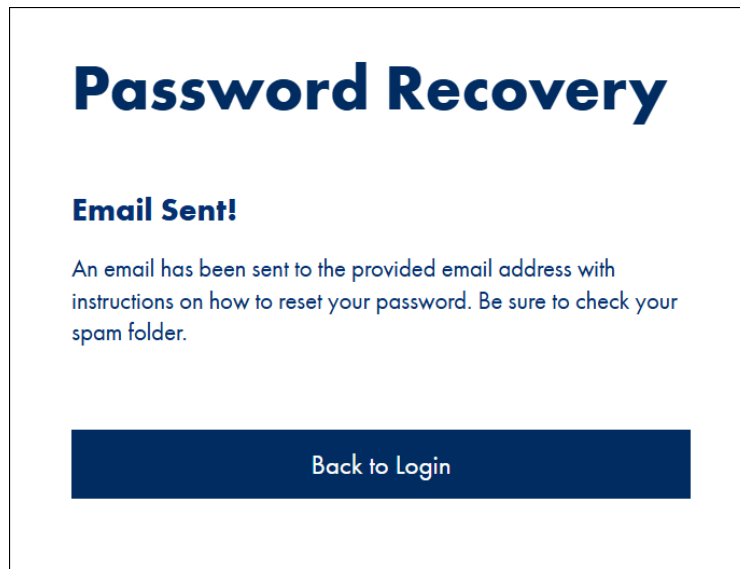 Password Recovery
Email Sent!
An email has been sent to the provided email address with
instructions on how to reset your password. Be sure to check your
spam folder.
Back to Login